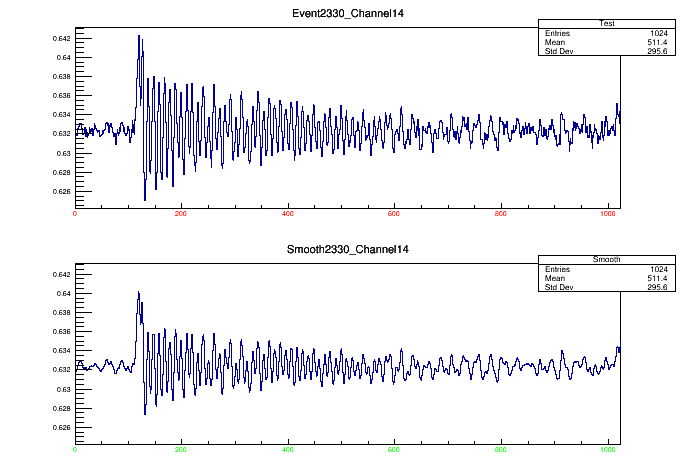 Event2330_Channel14
Test
Entries 1024
Mean 511.4
Std Dev 295.6
0.642
0.64
0.638
0.636
0.634
0.632
0.63
0.628
0.626
0 200 400 600 800 1000
Smooth2330_Channel14
Smooth
Entries 1024
Mean 511.4
Std Dev 295.6
0.642
0.64
0.638
0.636
0.634
0.632
0.63
0.628
0.626
0 200 400 600 800 1000